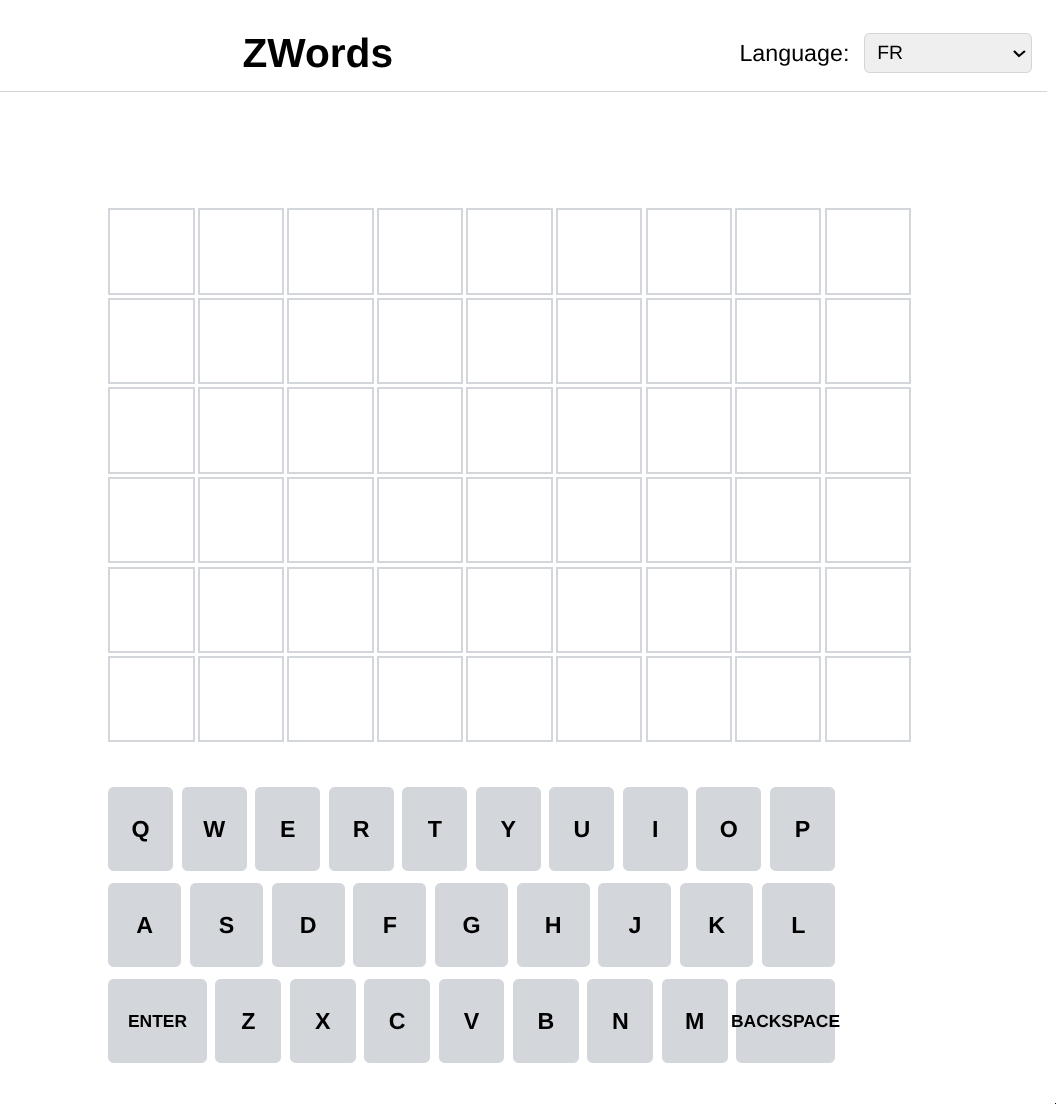 ZWords
Language: FR
Q W E R T Y U I O P
A S D F G H J K L
ENTER Z X C V B N M BACKSPACE